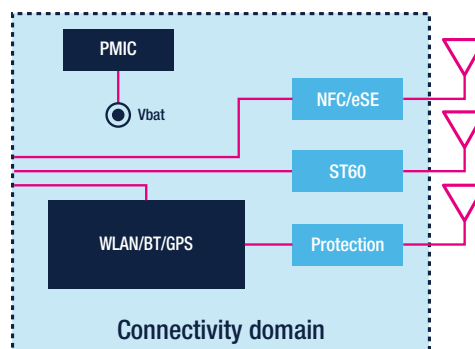 PMIC
Vbat
NFC/eSE
ST60
WLAN/BT/GPS
Protection
Connectivity domain